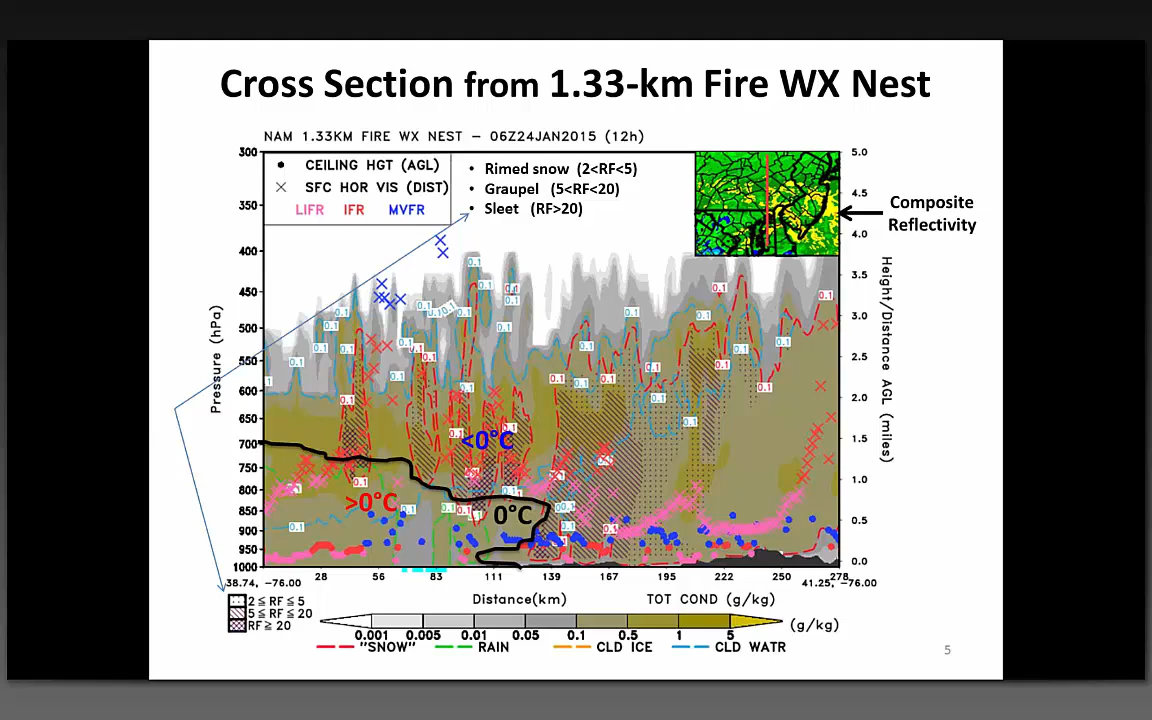 Cross Section from 1.33-km Fire WX Nest
NAM 1.33KM FIRE WX NEST – 06Z24JAN2015 (12h)
CEILING HGT (AGL)
SFC HOR VIS (DIST)
LIFR IFR MVFR
• Rimed snow (2<RF<5)
• Graupel (5<RF<20)
• Sleet (RF>20)
Composite
Reflectivity
Pressure (hPa)
300
350
400
450
500
550
600
650
700
750
800
850
900
950
1000
5.0
4.5
4.0
3.5
3.0
2.5
2.0
1.5
1.0
0.5
0.0
Height/Distance AGL (miles)
<0°C
>0°C
0°C
0.1
28 56 83 111 139 167 195 222 250 278
38.74, -76.00
41.25, -76.00
Distance(km)
TOT COND (g/kg)
2 ≤ RF ≤ 5
5 ≤ RF ≤ 20
RF ≥ 20
0.001 0.005 0.01 0.05 0.1 0.5 1 5
(g/kg)
"SNOW" RAIN CLD ICE CLD WATR
5